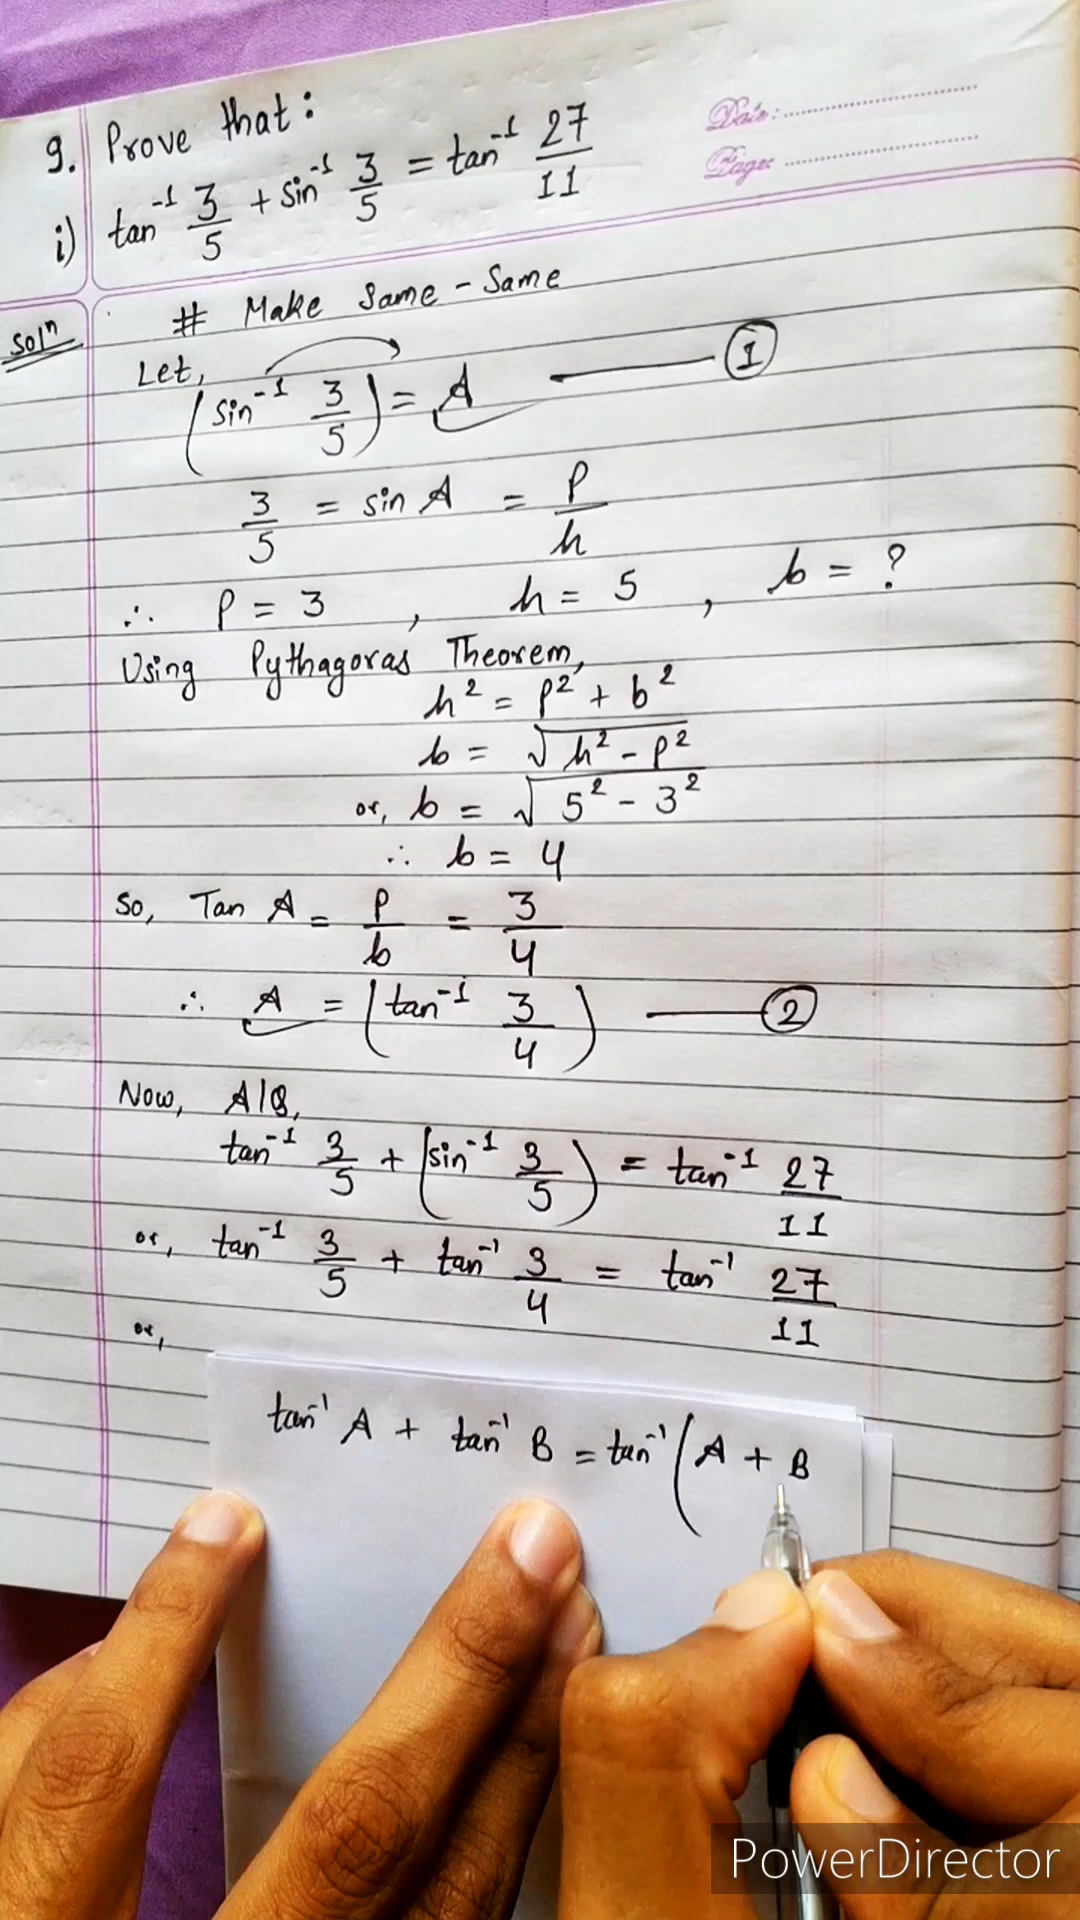 9. Prove that:
i) tan⁻¹ 3/5 + sin⁻¹ 3/5 = tan⁻¹ 27/11
Date:
Page:
Solⁿ
# Make Same - Same
Let,
(sin⁻¹ 3/5) = A ——— ①
3/5 = sin A = P/h
∴ P = 3 , h = 5 , b = ?
Using Pythagoras Theorem,
h² = P² + b²
b = √h² - P²
or, b = √5² - 3²
∴ b = 4
So, Tan A = P/b = 3/4
∴ A = (tan⁻¹ 3/4) ——— ②
Now, A/Q,
tan⁻¹ 3/5 + (sin⁻¹ 3/5) = tan⁻¹ 27/11
or, tan⁻¹ 3/5 + tan⁻¹ 3/4 = tan⁻¹ 27/11
or,
tan⁻¹ A + tan⁻¹ B = tan⁻¹ (A + B
PowerDirector